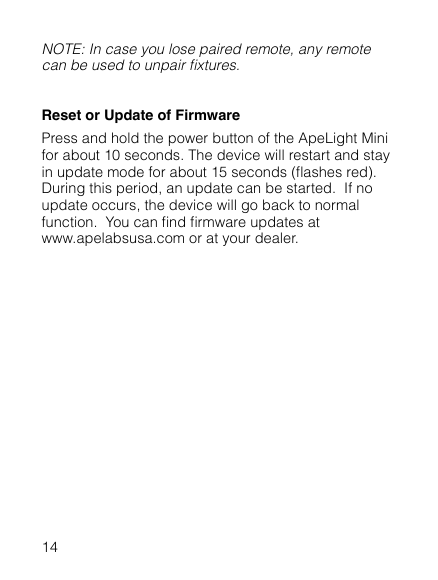 NOTE: In case you lose paired remote, any remote
can be used to unpair fixtures.
Reset or Update of Firmware
Press and hold the power button of the ApeLight Mini
for about 10 seconds. The device will restart and stay
in update mode for about 15 seconds (flashes red).
During this period, an update can be started.  If no
update occurs, the device will go back to normal
function.  You can find firmware updates at
www.apelabsusa.com or at your dealer.
14